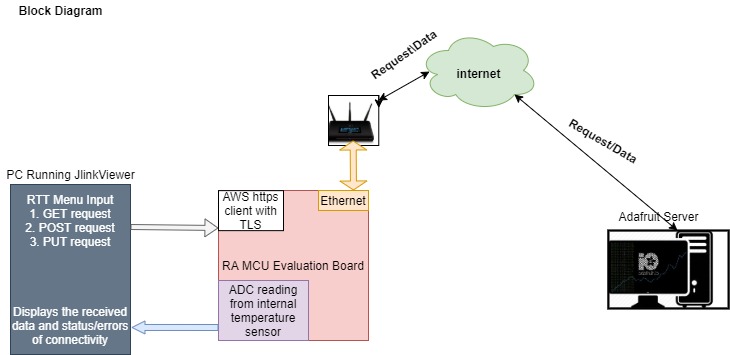 Block Diagram
Request\Data
internet
Request/Data
PC Running JlinkViewer
RTT Menu Input
1. GET request
2. POST request
3. PUT request
Displays the received
data and status/errors
of connectivity
AWS https
client with
TLS
Ethernet
RA MCU Evaluation Board
ADC reading
from internal
temperature
sensor
Adafruit Server
io